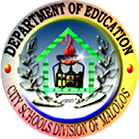 DEPARTMENT OF EDUCATION
CITY SCHOOLS DIVISION OF MALOLOS